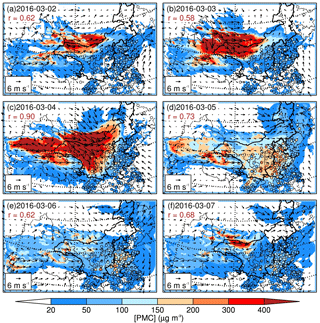 (a)2016-03-02
r = 0.62
6 m s⁻¹
(b)2016-03-03
r = 0.58
6 m s⁻¹
(c)2016-03-04
r = 0.90
6 m s⁻¹
(d)2016-03-05
r = 0.73
6 m s⁻¹
(e)2016-03-06
r = 0.62
6 m s⁻¹
(f)2016-03-07
r = 0.68
6 m s⁻¹
20 50 100 150 200 300 400
[PMC] (μg m⁻³)